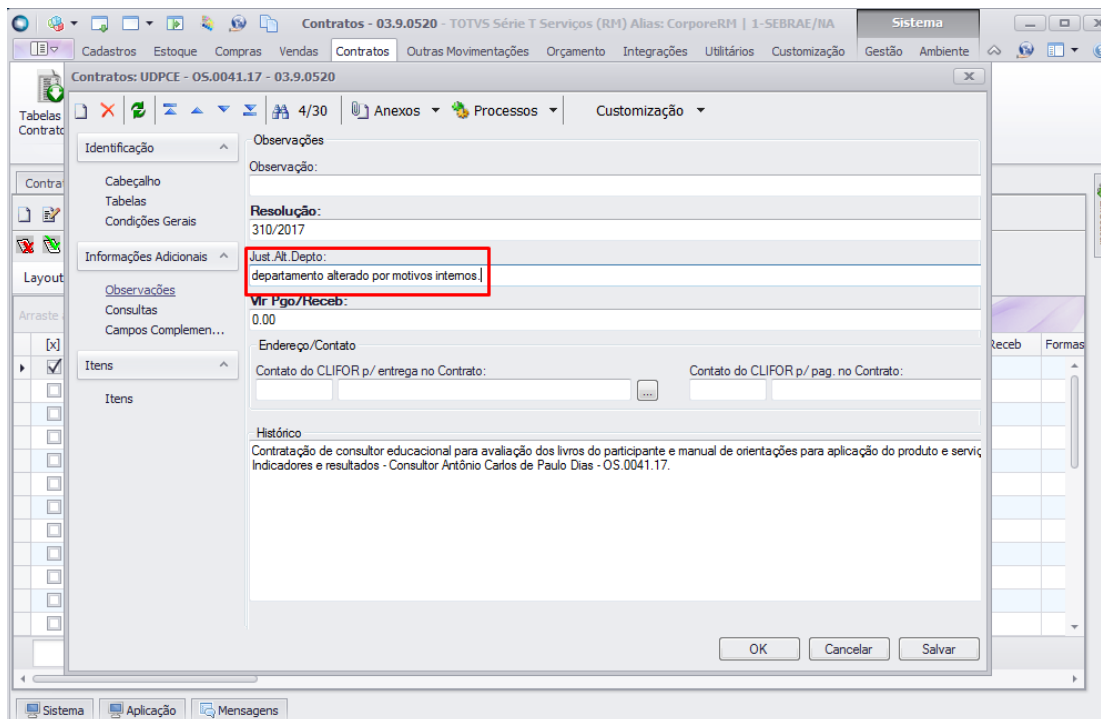 Contratos - 03.9.0520 - TOTVS Série T Serviços (RM) Alias: CorporeRM | 1-SEBRAE/NA
Sistema
Cadastros Estoque Compras Vendas Contratos Outras Movimentações Orçamento Integrações Utilitários Customização Gestão Ambiente
Contratos: UDPCE - OS.0041.17 - 03.9.0520
Tabelas
Contrato
4/30 Anexos Processos Customização
Identificação
Cabeçalho
Tabelas
Condições Gerais
Informações Adicionais
Observações
Consultas
Campos Complemen...
Itens
Itens
Observações
Observação:
Resolução:
310/2017
Just.Alt.Depto:
departamento alterado por motivos internos.
Vlr Pgo/Receb:
0.00
Endereço/Contato
Contato do CLIFOR p/ entrega no Contrato: Contato do CLIFOR p/ pag. no Contrato:
...
Histórico
Contratação de consultor educacional para avaliação dos livros do participante e manual de orientações para aplicação do produto e serviç
Indicadores e resultados - Consultor Antônio Carlos de Paulo Dias - OS.0041.17.
OK Cancelar Salvar
Contra
Layout
Arraste
[x]
Receb Formas
Sistema Aplicação Mensagens